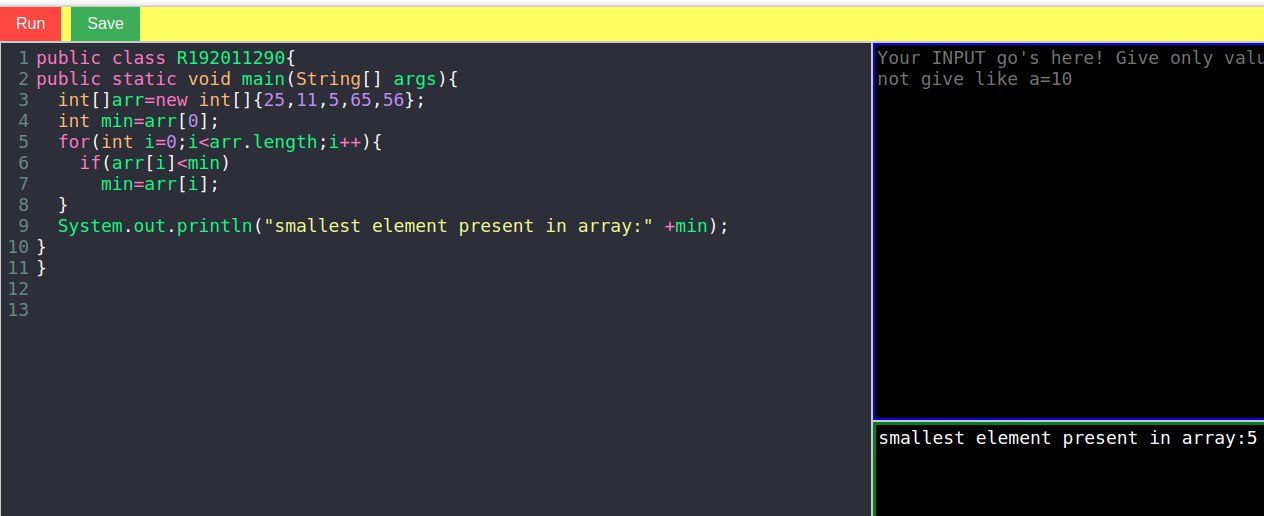 Run Save
1 public class R192011290{
2 public static void main(String[] args){
3   int[]arr=new int[]{25,11,5,65,56};
4   int min=arr[0];
5   for(int i=0;i<arr.length;i++){
6     if(arr[i]<min)
7       min=arr[i];
8   }
9   System.out.println("smallest element present in array:" +min);
10 }
11 }
12
13
Your INPUT go's here! Give only valu
not give like a=10
smallest element present in array:5